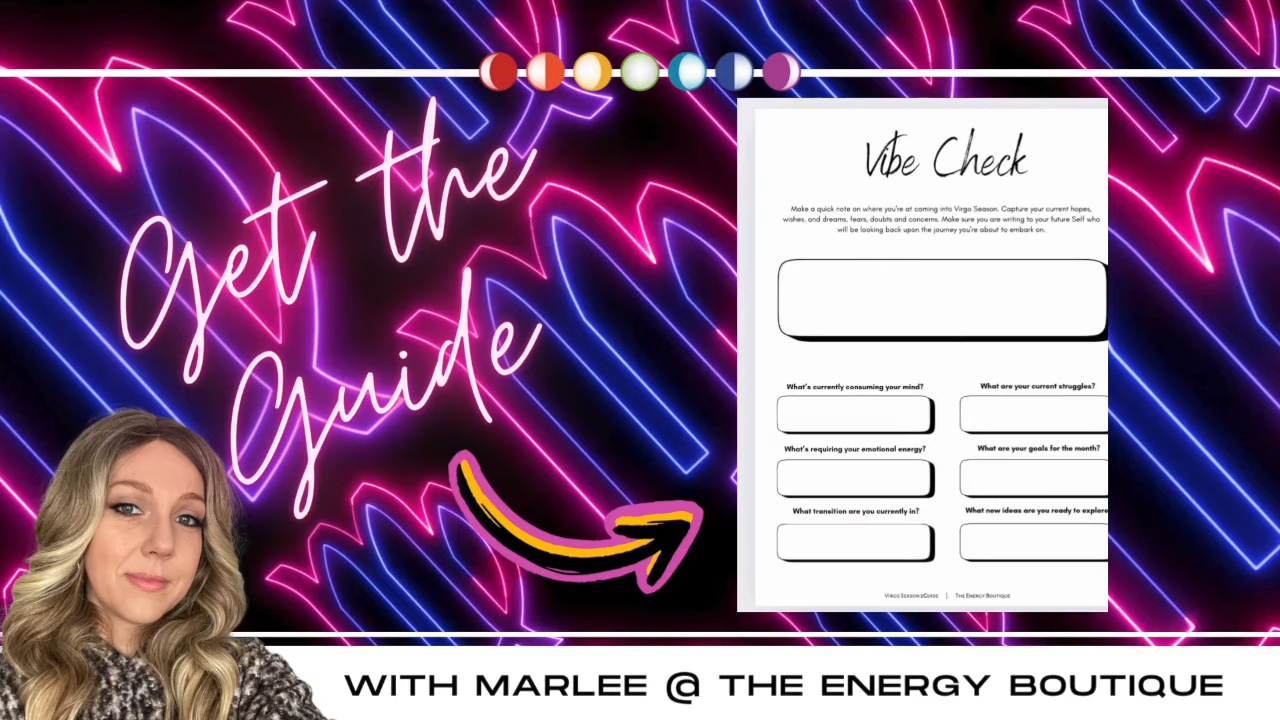 Get the
Guide
Vibe Check
Make a quick note on where you're at coming into Virgo Season. Capture your current hopes,
wishes, and dreams, fears, doubts and concerns. Make sure you are writing to your future Self who
will be looking back upon the journey you're about to embark on.
What's currently consuming your mind?
What are your current struggles?
What's requiring your emotional energy?
What are your goals for the month?
What transition are you currently in?
What new ideas are you ready to explore
Virgo Season eGuide | The Energy Boutique
WITH MARLEE @ THE ENERGY BOUTIQUE